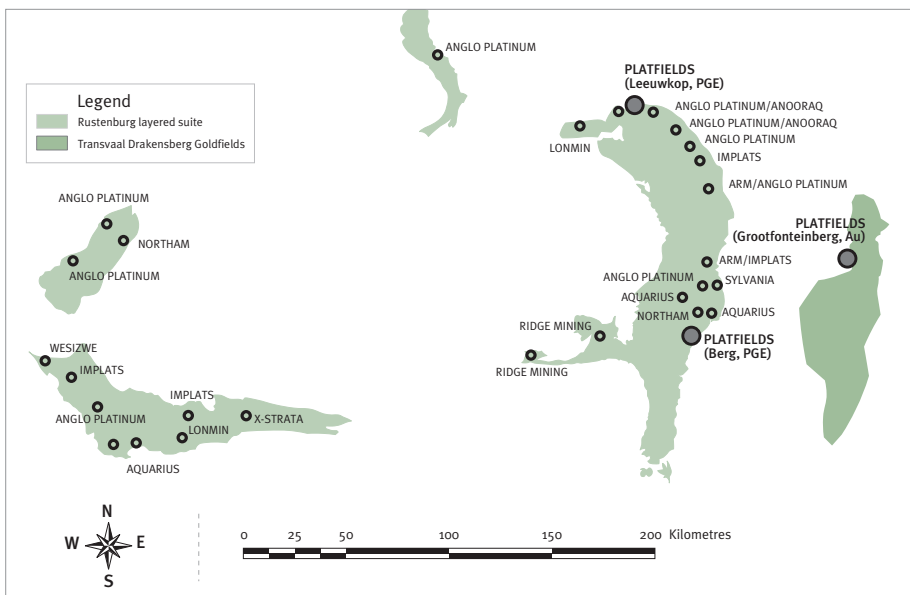 ANGLO PLATINUM
PLATFIELDS
(Leeuwkop, PGE)
Legend
Rustenburg layered suite
Transvaal Drakensberg Goldfields
ANGLO PLATINUM/ANOORAQ
ANGLO PLATINUM/ANOORAQ
LONMIN
ANGLO PLATINUM
IMPLATS
ARM/ANGLO PLATINUM
ANGLO PLATINUM
NORTHAM
ANGLO PLATINUM
PLATFIELDS
(Grootfonteinberg, Au)
ARM/IMPLATS
ANGLO PLATINUM
SYLVANIA
AQUARIUS
NORTHAM
AQUARIUS
RIDGE MINING
PLATFIELDS
(Berg, PGE)
RIDGE MINING
WESIZWE
IMPLATS
IMPLATS
ANGLO PLATINUM
X-STRATA
LONMIN
AQUARIUS
N
W
E
S
0 25 50 100 150 200 Kilometres